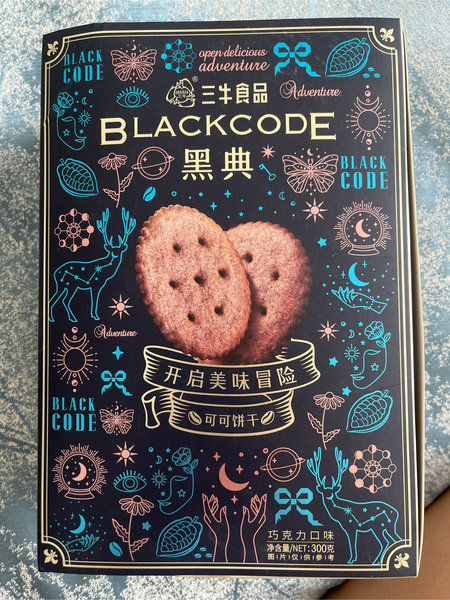 BLACK
CODE
open delicious
adventure
三牛食品
®
Adventure
BLACKCODE
黑典
BLACK
CODE
Adventure
开启美味冒险
可可饼干
BLACK
CODE
巧克力口味
净含量/NET:300克
图片仅供参考